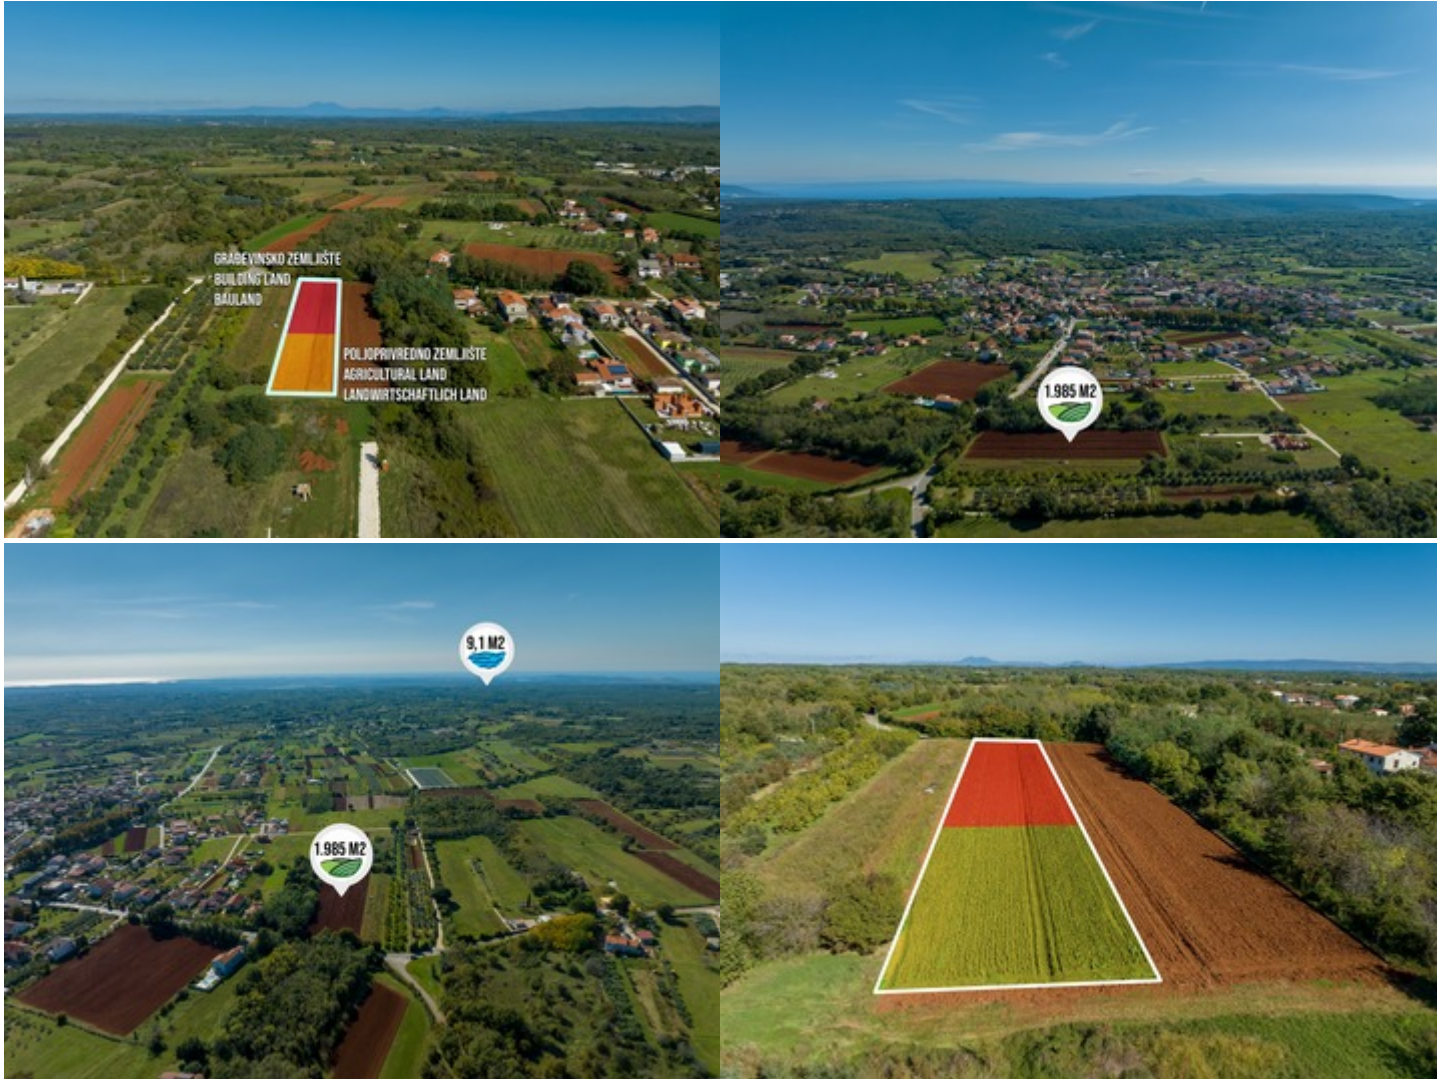 GRAĐEVINSKO ZEMLJIŠTE
BUILDING LAND
BAULAND
POLJOPRIVREDNO ZEMLJIŠTE
AGRICULTURAL LAND
LANDWIRTSCHAFTLICH LAND
1.985 M2
9,1 M2
1.985 M2